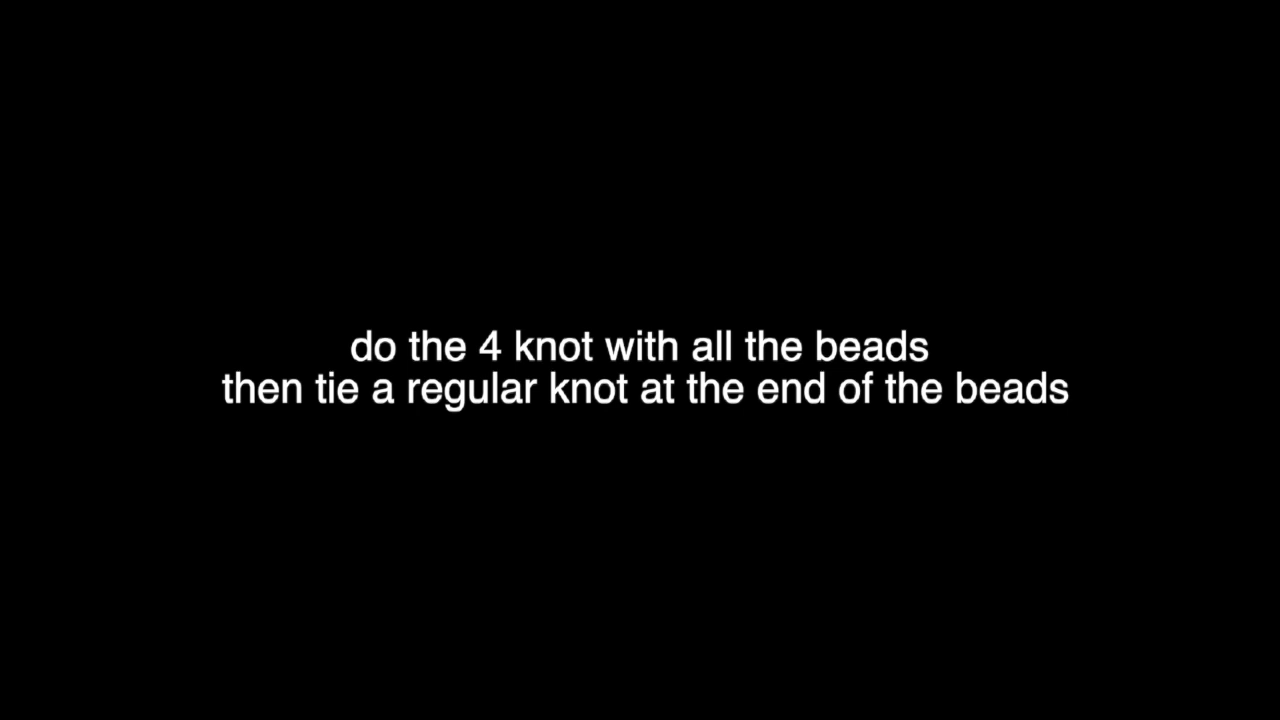 do the 4 knot with all the beads
then tie a regular knot at the end of the beads